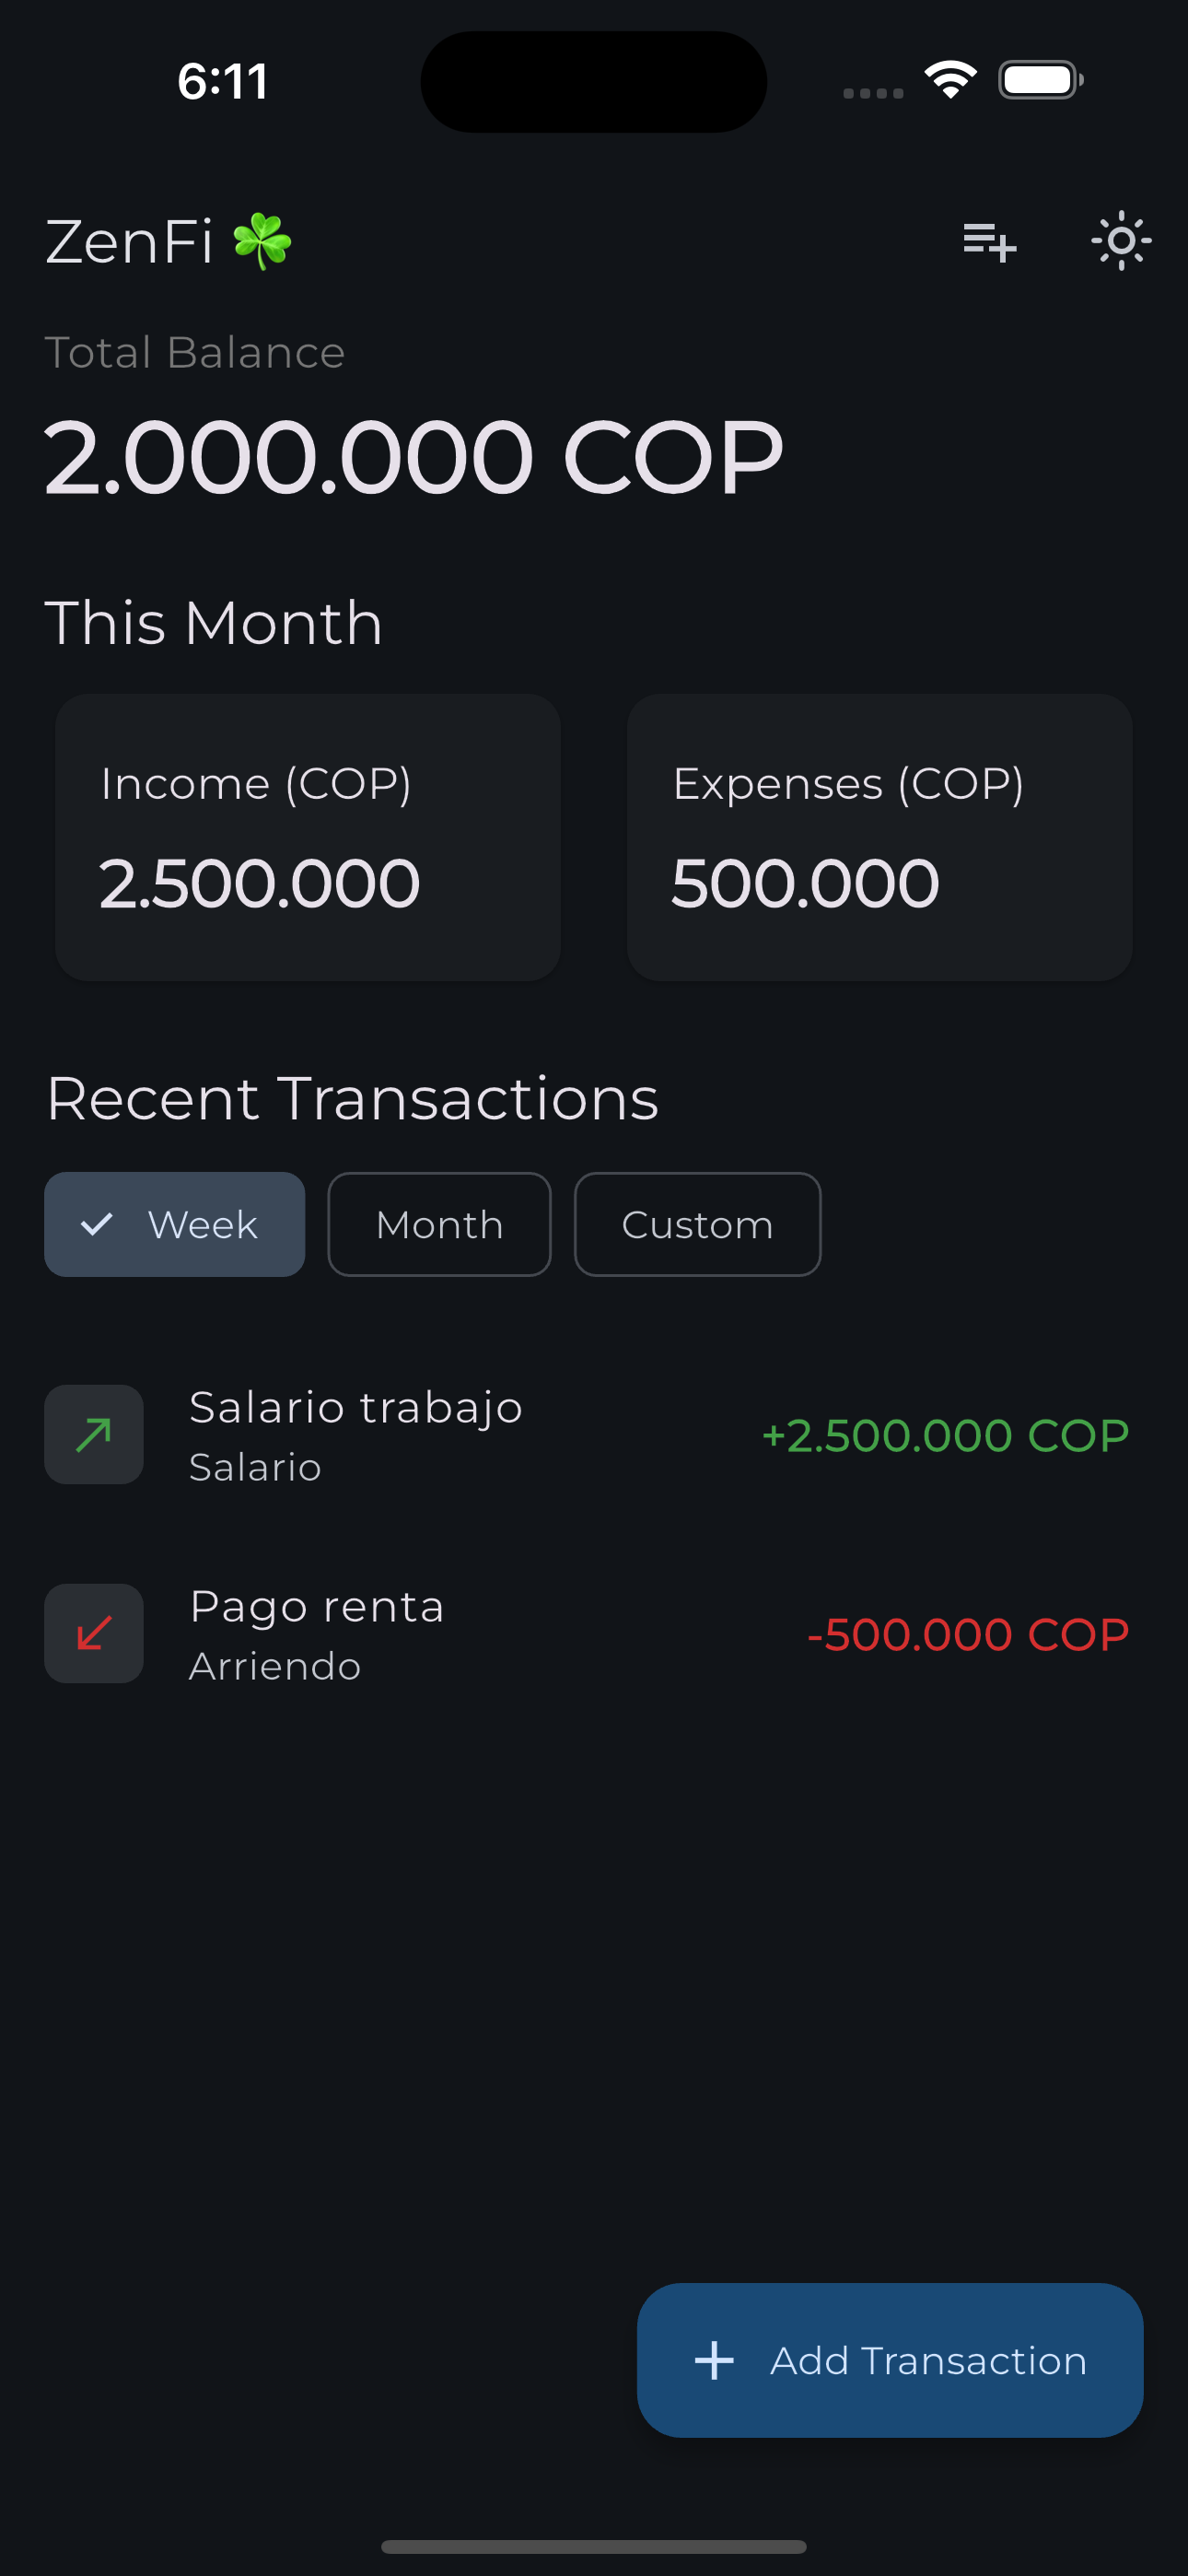 6:11
ZenFi ☘️
Total Balance
2.000.000 COP
This Month
Income (COP)
2.500.000
Expenses (COP)
500.000
Recent Transactions
Week
Month
Custom
Salario trabajo
Salario
+2.500.000 COP
Pago renta
Arriendo
-500.000 COP
Add Transaction